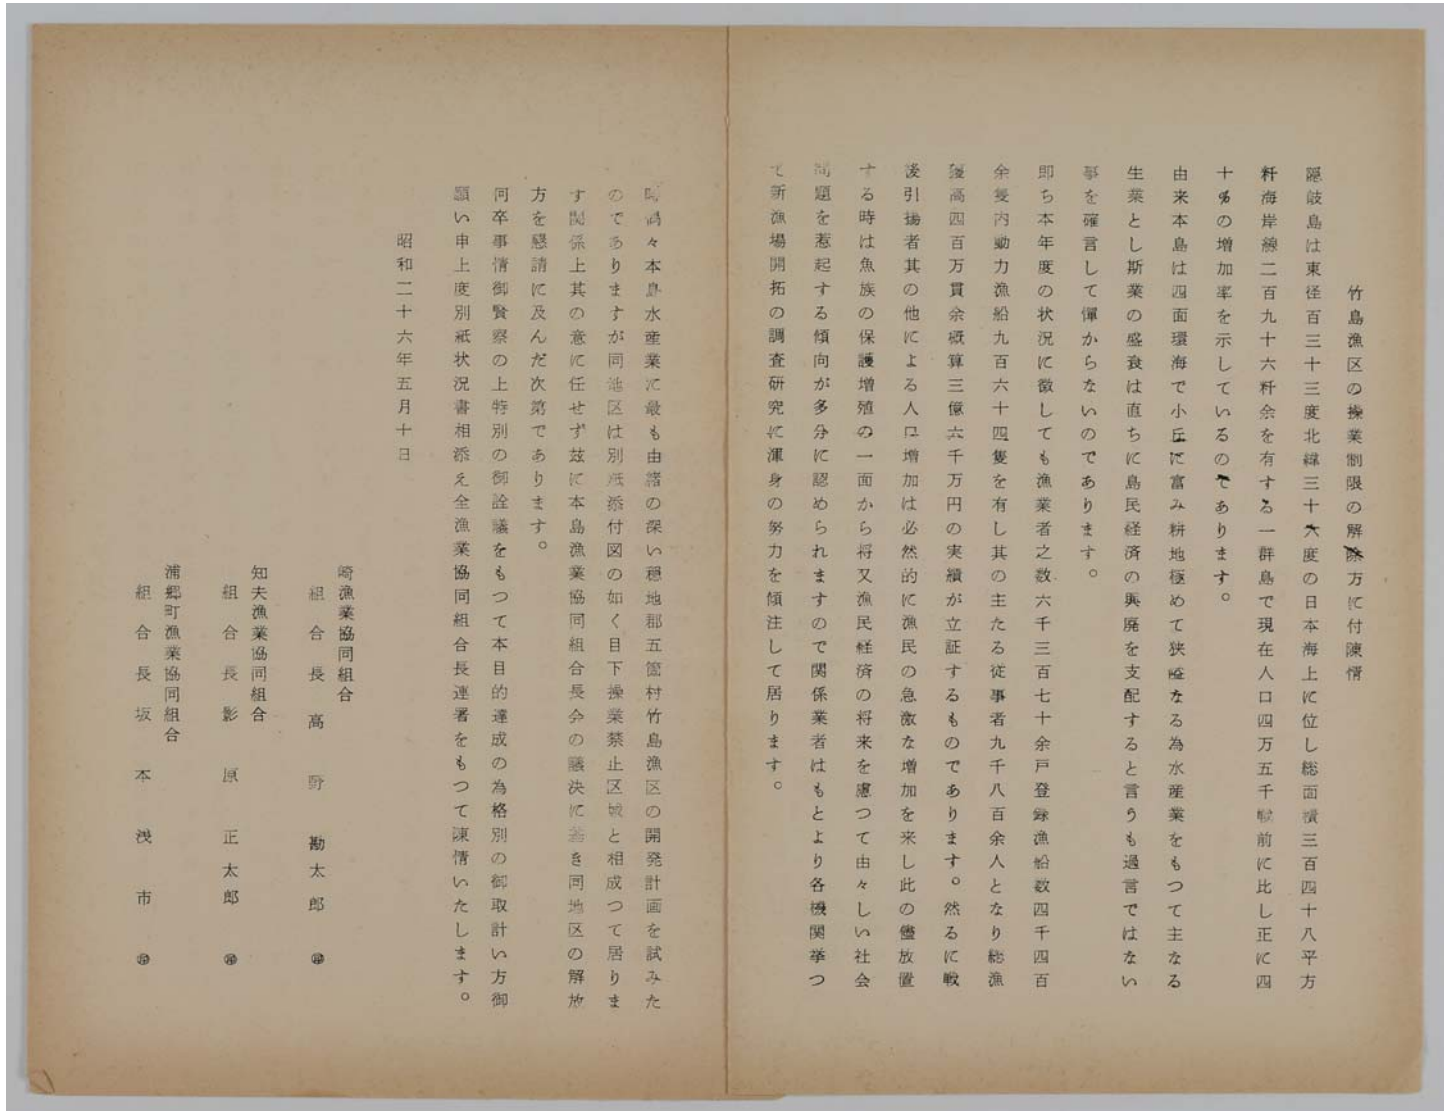 竹島漁区の操業制限の解除方に付陳情
隠岐島は東径百三十三度北緯三十六度の日本海上に位し総面積三百四十八平方
粁海岸線二百九十六粁余を有する一群島で現在人口四万五千戦前に比し正に四
十%の増加率を示しているのであります。
由来本島は四面環海で小丘に富み耕地極めて狭隘なる為水産業をもつて主なる
生業とし斯業の盛衰は直ちに島民経済の興廃を支配すると言うも過言ではない
事を確言して憚からないのであります。
即ち本年度の状況に徴しても漁業者之数六千三百七十余戸登録漁船数四千四百
余隻内動力漁船九百六十四隻を有し其の主たる従事者九千八百余人となり総漁
獲高四百万貫余概算三億六千万円の実績が立証するものであります。然るに戦
後引揚者其の他による人口増加は必然的に漁民の急激な増加を来し此の儘放置
する時は魚族の保護増殖の一面から将又漁民経済の将来を慮つて由々しい社会
問題を惹起する傾向が多分に認められますので関係業者はもとより各機関挙つ
て新漁場開拓の調査研究に渾身の努力を傾注して居ります。
時偶々本島水産業に最も由緒の深い穏地郡五箇村竹島漁区の開発計画を試みた
のでありますが同地区は別紙添付図の如く目下操業禁止区域と相成つて居りま
す関係上其の意に任せず玆に本島漁業協同組合長会の議決に基き同地区の解放
方を懇請に及んだ次第であります。
何卒事情御賢察の上特別の御詮議をもつて本目的達成の為格別の御取計い方御
願い申上度別紙状況書相添え全漁業協同組合長連署をもつて陳情いたします。
昭和二十六年五月十日
崎漁業協同組合
組合長 高野勘太郎 ㊞
知夫漁業協同組合
組合長 影原正太郎 ㊞
浦郷町漁業協同組合
組合長 坂本浅市 ㊞